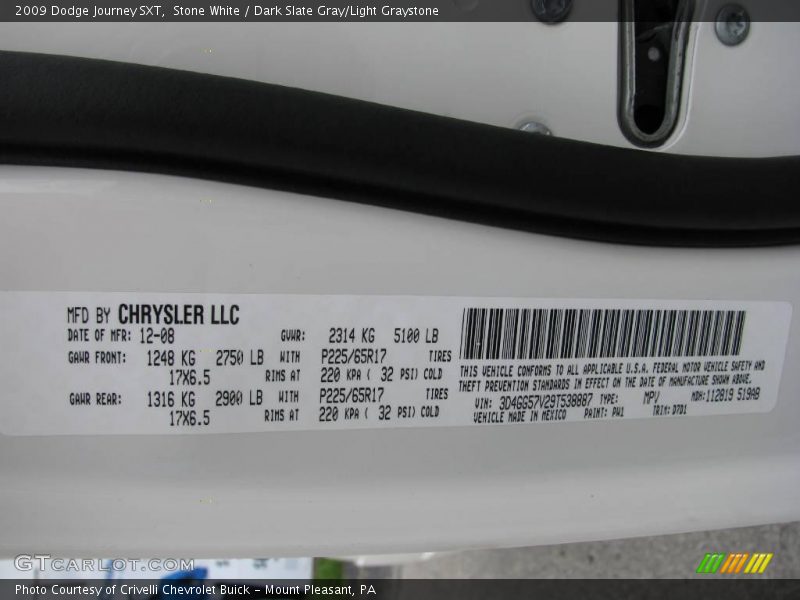 2009 Dodge Journey SXT, Stone White / Dark Slate Gray/Light Graystone
MFD BY CHRYSLER LLC
DATE OF MFR: 12-08 GVWR: 2314 KG 5100 LB
GAWR FRONT: 1248 KG 2750 LB WITH P225/65R17 TIRES
17X6.5 RIMS AT 220 KPA ( 32 PSI) COLD
GAWR REAR: 1316 KG 2900 LB WITH P225/65R17 TIRES
17X6.5 RIMS AT 220 KPA ( 32 PSI) COLD
THIS VEHICLE CONFORMS TO ALL APPLICABLE U.S.A. FEDERAL MOTOR VEHICLE SAFETY AND
THEFT PREVENTION STANDARDS IN EFFECT ON THE DATE OF MANUFACTURE SHOWN ABOVE.
VIN: 3D4GG57V29T538887 TYPE: MPV MDH: 112819 519AB
VEHICLE MADE IN MEXICO PAINT: PW1 TRIM: D7D1
GTCARLOT.COM
Photo Courtesy of Crivelli Chevrolet Buick - Mount Pleasant, PA